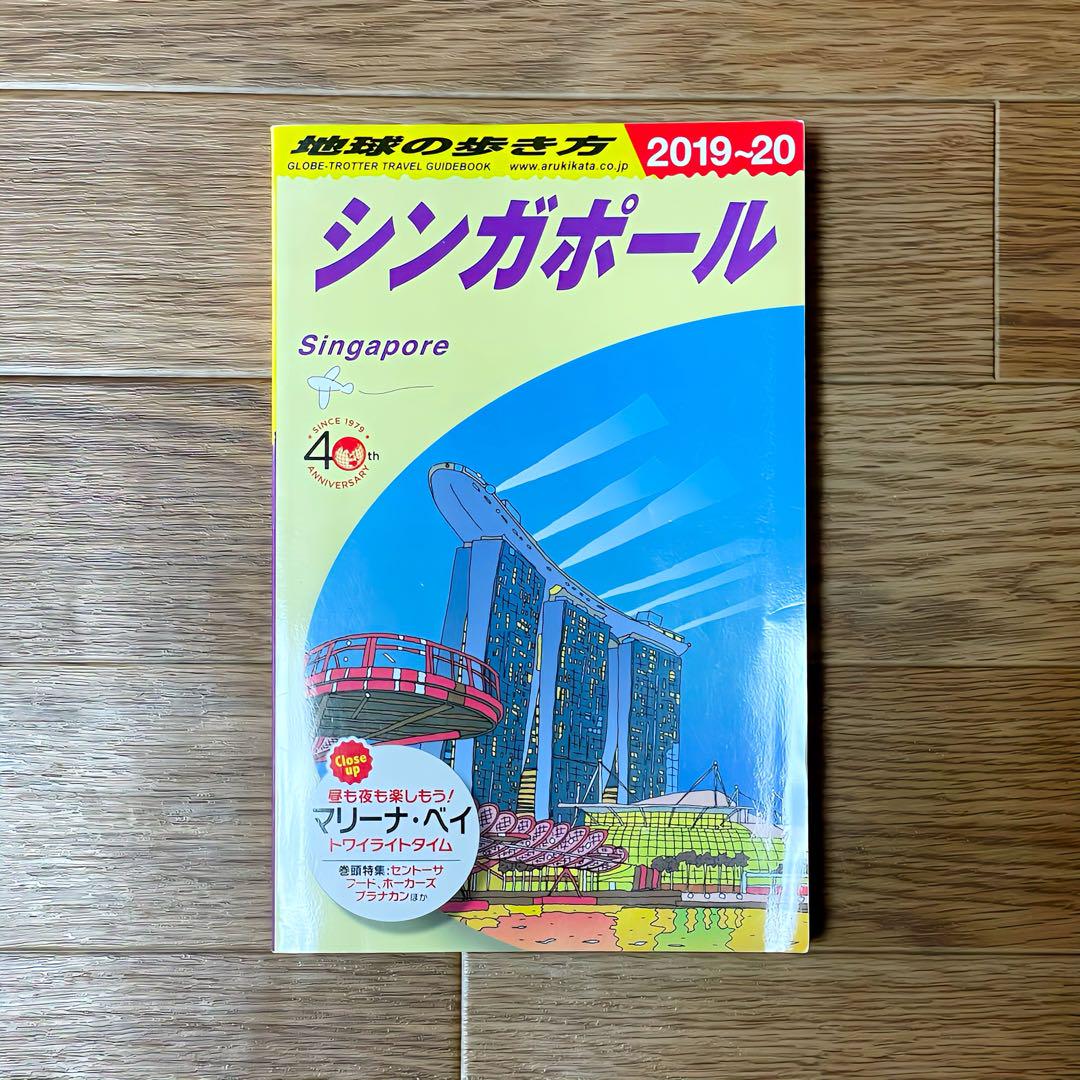 地球の歩き方
2019~20
GLOBE-TROTTER TRAVEL GUIDEBOOK www.arukikata.co.jp
シンガポール
Singapore
SINCE 1979
40th
ANNIVERSARY
Close
up
昼も夜も楽しもう!
マリーナ・ベイ
トワイライトタイム
巻頭特集:セントーサ
フード、ホーカーズ
プラナカンほか